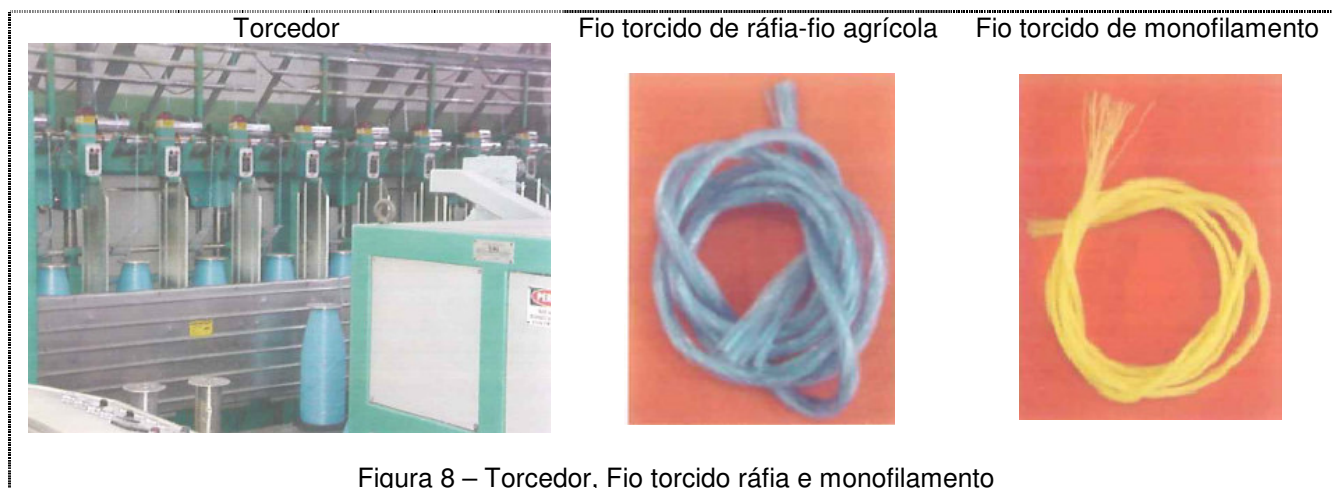 Torcedor
Fio torcido de ráfia-fio agrícola
Fio torcido de monofilamento
Figura 8 – Torcedor, Fio torcido ráfia e monofilamento